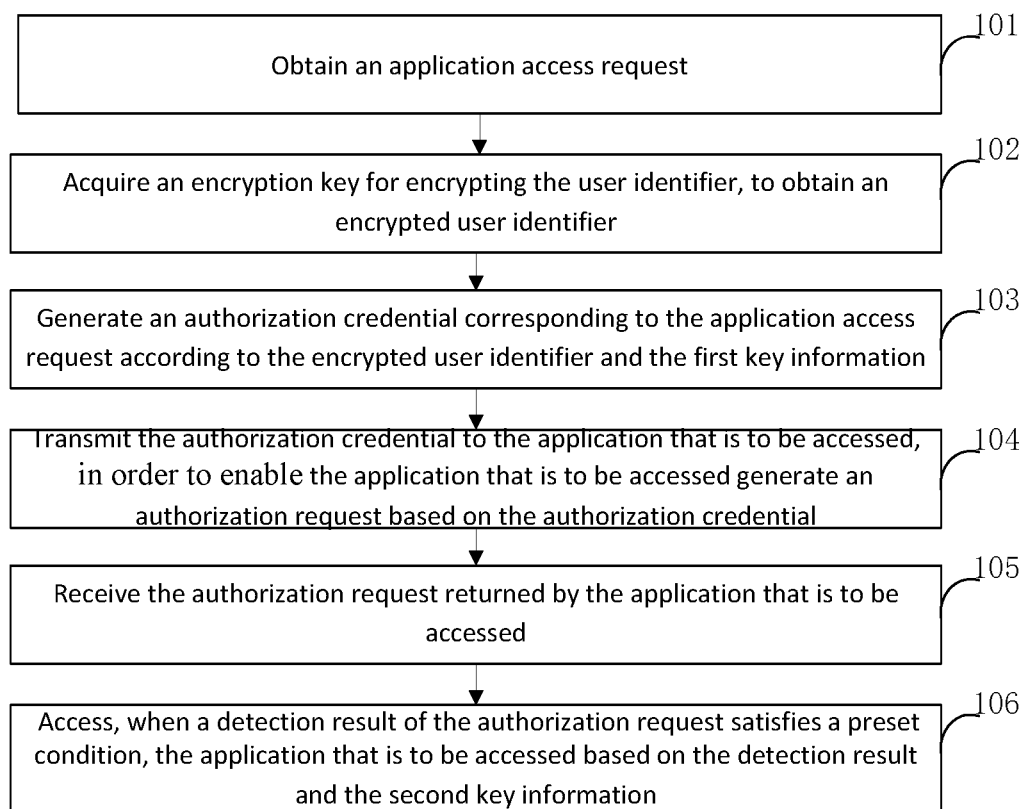 101
Obtain an application access request
102
Acquire an encryption key for encrypting the user identifier, to obtain an
encrypted user identifier
103
Generate an authorization credential corresponding to the application access
request according to the encrypted user identifier and the first key information
104
Transmit the authorization credential to the application that is to be accessed,
in order to enable the application that is to be accessed generate an
authorization request based on the authorization credential
105
Receive the authorization request returned by the application that is to be
accessed
106
Access, when a detection result of the authorization request satisfies a preset
condition, the application that is to be accessed based on the detection result
and the second key information